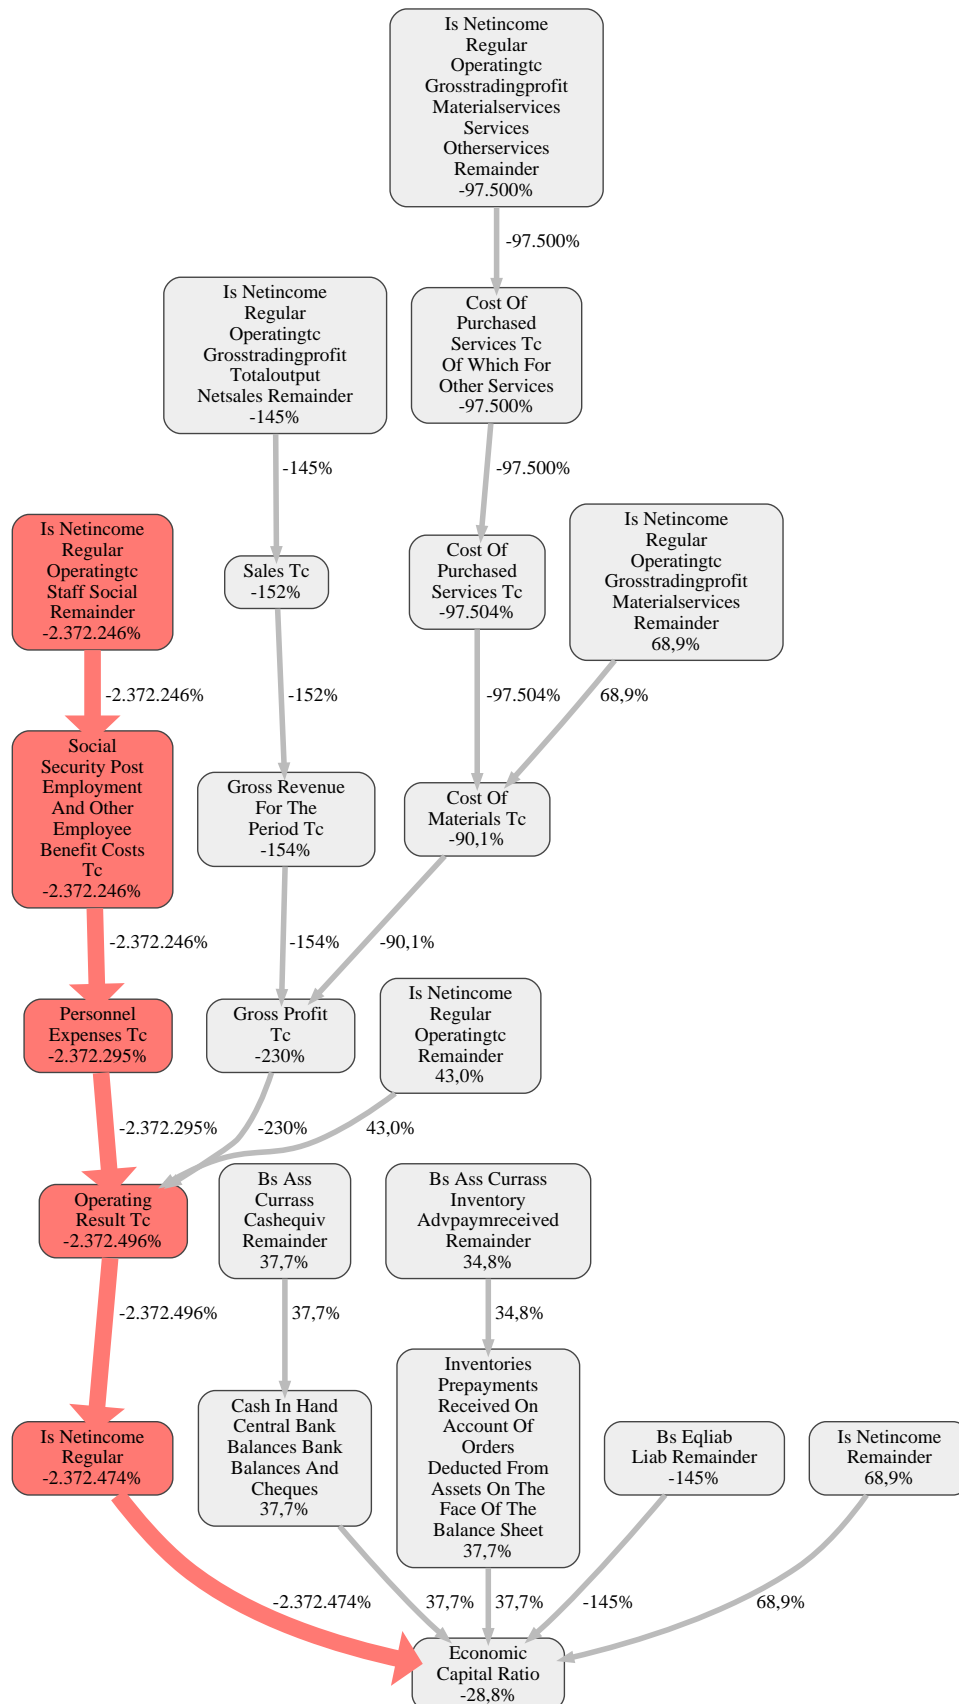 Is Netincome
Regular
Operatingtc
Grosstradingprofit
Materialservices
Services
Otherservices
Remainder
-97.500%
-97.500%
Is Netincome
Regular
Operatingtc
Grosstradingprofit
Totaloutput
Netsales Remainder
-145%
Cost Of
Purchased
Services Tc
Of Which For
Other Services
-97.500%
-145%
-97.500%
Is Netincome
Regular
Operatingtc
Staff Social
Remainder
-2.372.246%
Sales Tc
-152%
Cost Of
Purchased
Services Tc
-97.504%
Is Netincome
Regular
Operatingtc
Grosstradingprofit
Materialservices
Remainder
68,9%
-2.372.246%
-152%
-97.504%
68,9%
Social
Security Post
Employment
And Other
Employee
Benefit Costs
Tc
-2.372.246%
Gross Revenue
For The
Period Tc
-154%
Cost Of
Materials Tc
-90,1%
-2.372.246%
-154%
-90,1%
Personnel
Expenses Tc
-2.372.295%
Gross Profit
Tc
-230%
Is Netincome
Regular
Operatingtc
Remainder
43,0%
-2.372.295%
-230%
43,0%
Operating
Result Tc
-2.372.496%
Bs Ass
Currass
Cashequiv
Remainder
37,7%
Bs Ass Currass
Inventory
Advpaymreceived
Remainder
34,8%
-2.372.496%
37,7%
34,8%
Is Netincome
Regular
-2.372.474%
Cash In Hand
Central Bank
Balances Bank
Balances And
Cheques
37,7%
Inventories
Prepayments
Received On
Account Of
Orders
Deducted From
Assets On The
Face Of The
Balance Sheet
37,7%
Bs Eqliab
Liab Remainder
-145%
Is Netincome
Remainder
68,9%
-2.372.474%
37,7%
37,7%
-145%
68,9%
Economic
Capital Ratio
-28,8%